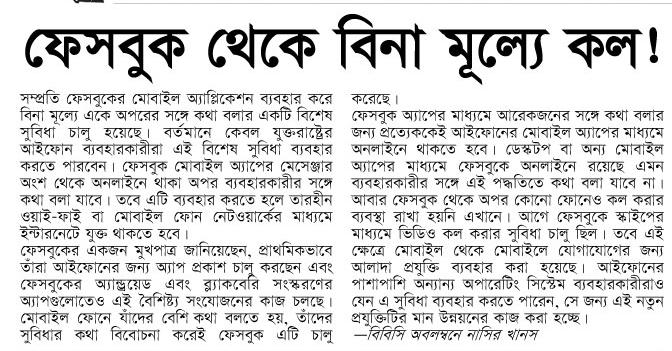 ফেসবুক থেকে বিনা মূল্যে কল!
সম্প্রতি ফেসবুকের মোবাইল অ্যাপ্লিকেশন ব্যবহার করে
বিনা মূল্যে একে অপরের সঙ্গে কথা বলার একটি বিশেষ
সুবিধা চালু হয়েছে। বর্তমানে কেবল যুক্তরাষ্ট্রের
আইফোন ব্যবহারকারীরা এই বিশেষ সুবিধা ব্যবহার
করতে পারবেন। ফেসবুক মোবাইল অ্যাপের মেসেঞ্জার
অংশ থেকে অনলাইনে থাকা অপর ব্যবহারকারীর সঙ্গে
কথা বলা যাবে। তবে এটি ব্যবহার করতে হলে তারহীন
ওয়াই-ফাই বা মোবাইল ফোন নেটওয়ার্কের মাধ্যমে
ইন্টারনেটে যুক্ত থাকতে হবে।
ফেসবুকের একজন মুখপাত্র জানিয়েছেন, প্রাথমিকভাবে
তাঁরা আইফোনের জন্য অ্যাপ প্রকাশ চালু করছেন এবং
ফেসবুকের অ্যান্ড্রয়েড এবং ব্ল্যাকবেরি সংস্করণের
অ্যাপগুলোতেও এই বৈশিষ্ট্য সংযোজনের কাজ চলছে।
মোবাইল ফোনে যাঁদের বেশি কথা বলতে হয়, তাঁদের
সুবিধার কথা বিবেচনা করেই ফেসবুক এটি চালু
করেছে।
ফেসবুক অ্যাপের মাধ্যমে আরেকজনের সঙ্গে কথা বলার
জন্য প্রত্যেককেই আইফোনের মোবাইল অ্যাপের মাধ্যমে
অনলাইনে থাকতে হবে। ডেস্কটপ বা অন্য মোবাইল
অ্যাপের মাধ্যমে ফেসবুকে অনলাইনে রয়েছে এমন
ব্যবহারকারীর সঙ্গে এই পদ্ধতিতে কথা বলা যাবে না।
আবার ফেসবুক থেকে অপর কোনো ফোনেও কল করার
ব্যবস্থা রাখা হয়নি এখানে। আগে ফেসবুকে স্কাইপের
মাধ্যমে ভিডিও কল করার সুবিধা চালু ছিল। তবে এই
ক্ষেত্রে মোবাইল থেকে মোবাইলে যোগাযোগের জন্য
আলাদা প্রযুক্তি ব্যবহার করা হয়েছে। আইফোনের
পাশাপাশি অন্যান্য অপারেটিং সিস্টেম ব্যবহারকারীরাও
যেন এ সুবিধা ব্যবহার করতে পারেন, সে জন্য এই নতুন
প্রযুক্তিটির মান উন্নয়নের কাজ করা হচ্ছে।
—বিবিসি অবলম্বনে নাসির খানস